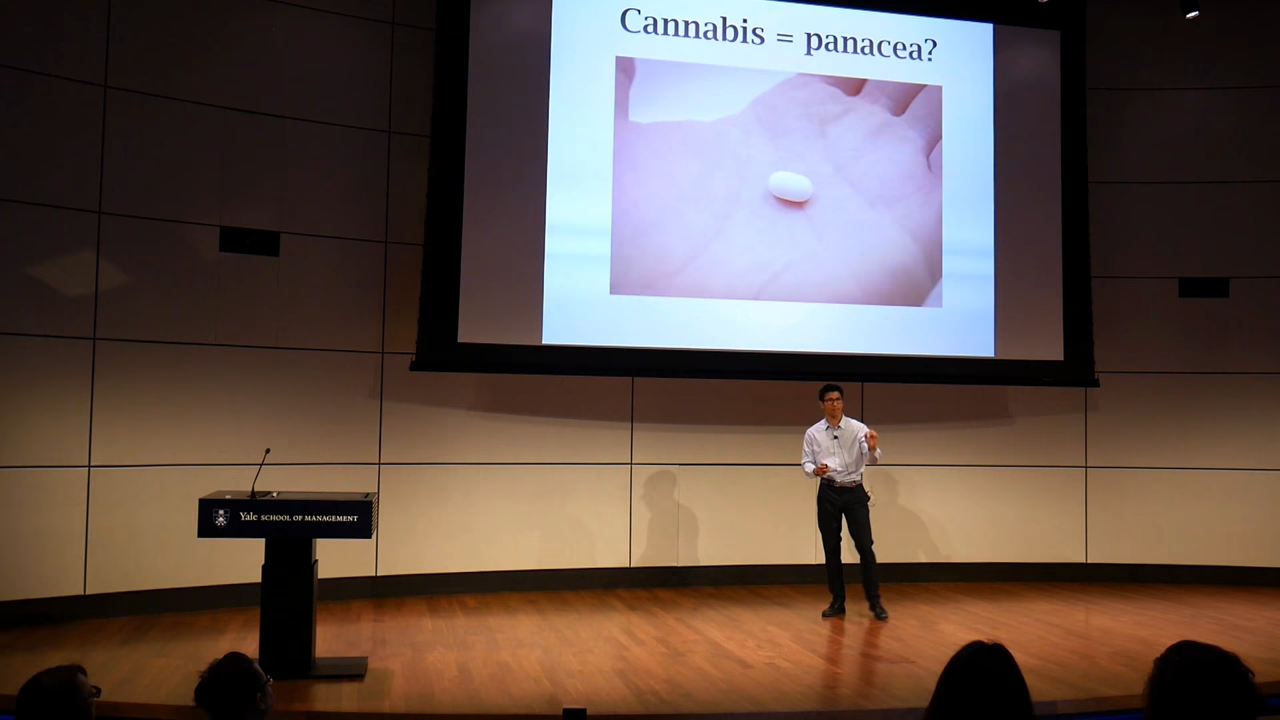 Cannabis = panacea?
Yale SCHOOL OF MANAGEMENT